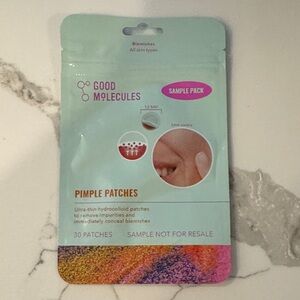 Blemishes
All skin types
GOOD
MOLECULES
SAMPLE PACK
PIMPLE PATCHES
Ultra-thin hydrocolloid patches
to remove impurities and
immediately conceal blemishes
30 PATCHES
SAMPLE NOT FOR RESALE